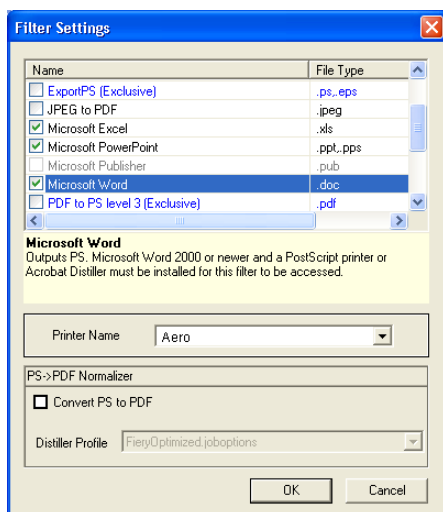 Filter Settings
Name File Type
ExportPS (Exclusive) .ps,.eps
JPEG to PDF .jpeg
Microsoft Excel .xls
Microsoft PowerPoint .ppt,.pps
Microsoft Publisher .pub
Microsoft Word .doc
PDF to PS level 3 (Exclusive) .pdf
Microsoft Word
Outputs PS. Microsoft Word 2000 or newer and a PostScript printer or
Acrobat Distiller must be installed for this filter to be accessed.
Printer Name Aero
PS->PDF Normalizer
Convert PS to PDF
Distiller Profile FieryOptimized.joboptions
OK Cancel